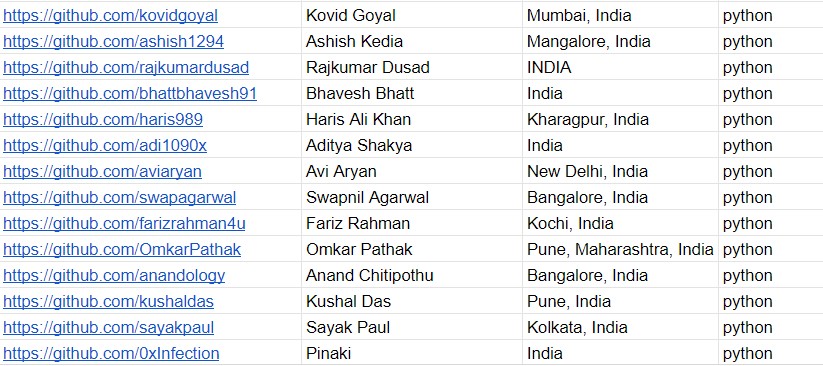 https://github.com/kovidgoyal Kovid Goyal Mumbai, India python
https://github.com/ashish1294 Ashish Kedia Mangalore, India python
https://github.com/rajkumardusad Rajkumar Dusad INDIA python
https://github.com/bhattbhavesh91 Bhavesh Bhatt India python
https://github.com/haris989 Haris Ali Khan Kharagpur, India python
https://github.com/adi1090x Aditya Shakya India python
https://github.com/aviaryan Avi Aryan New Delhi, India python
https://github.com/swapagarwal Swapnil Agarwal Bangalore, India python
https://github.com/farizrahman4u Fariz Rahman Kochi, India python
https://github.com/OmkarPathak Omkar Pathak Pune, Maharashtra, India python
https://github.com/anandology Anand Chitipothu Bangalore, India python
https://github.com/kushaldas Kushal Das Pune, India python
https://github.com/sayakpaul Sayak Paul Kolkata, India python
https://github.com/0xInfection Pinaki India python